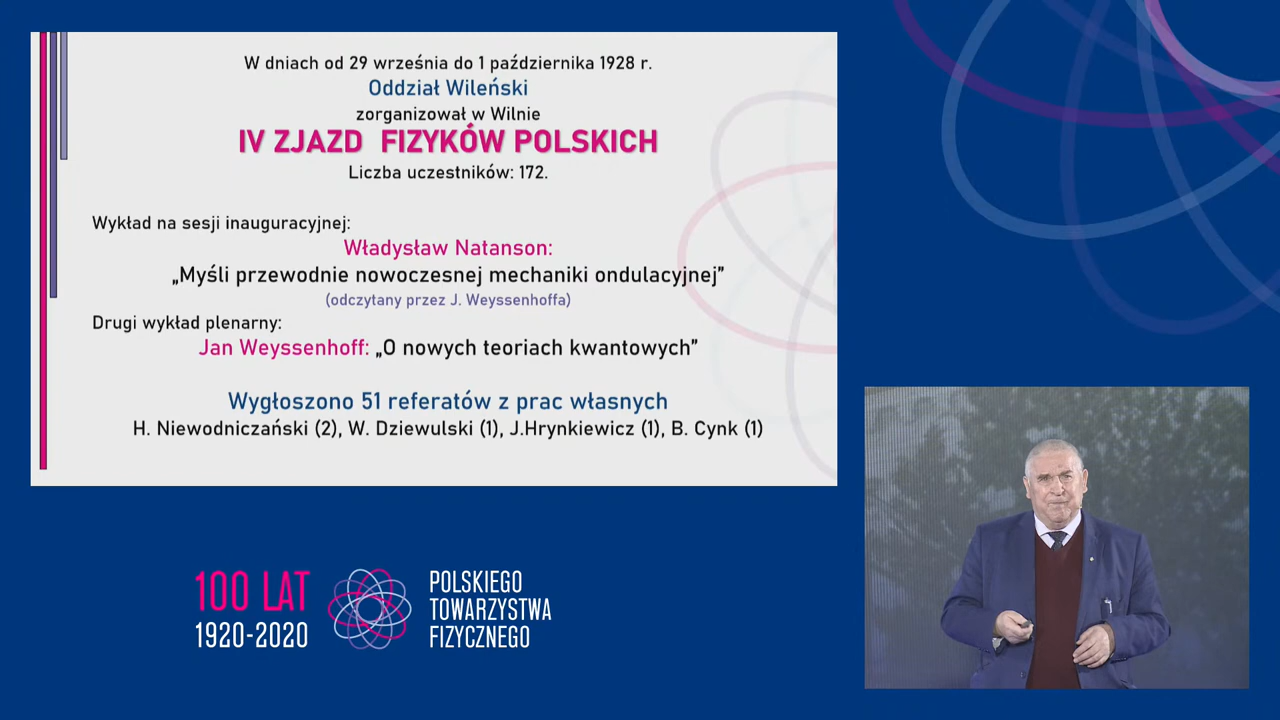 W dniach od 29 września do 1 października 1928 r.
Oddział Wileński
zorganizował w Wilnie
IV ZJAZD FIZYKÓW POLSKICH
Liczba uczestników: 172.
Wykład na sesji inauguracyjnej:
Władysław Natanson:
„Myśli przewodnie nowoczesnej mechaniki ondulacyjnej”
(odczytany przez J. Weyssenhoffa)
Drugi wykład plenarny:
Jan Weyssenhoff: „O nowych teoriach kwantowych”
Wygłoszono 51 referatów z prac własnych
H. Niewodniczański (2), W. Dziewulski (1), J.Hrynkiewicz (1), B. Cynk (1)
100 LAT
1920-2020
POLSKIEGO
TOWARZYSTWA
FIZYCZNEGO